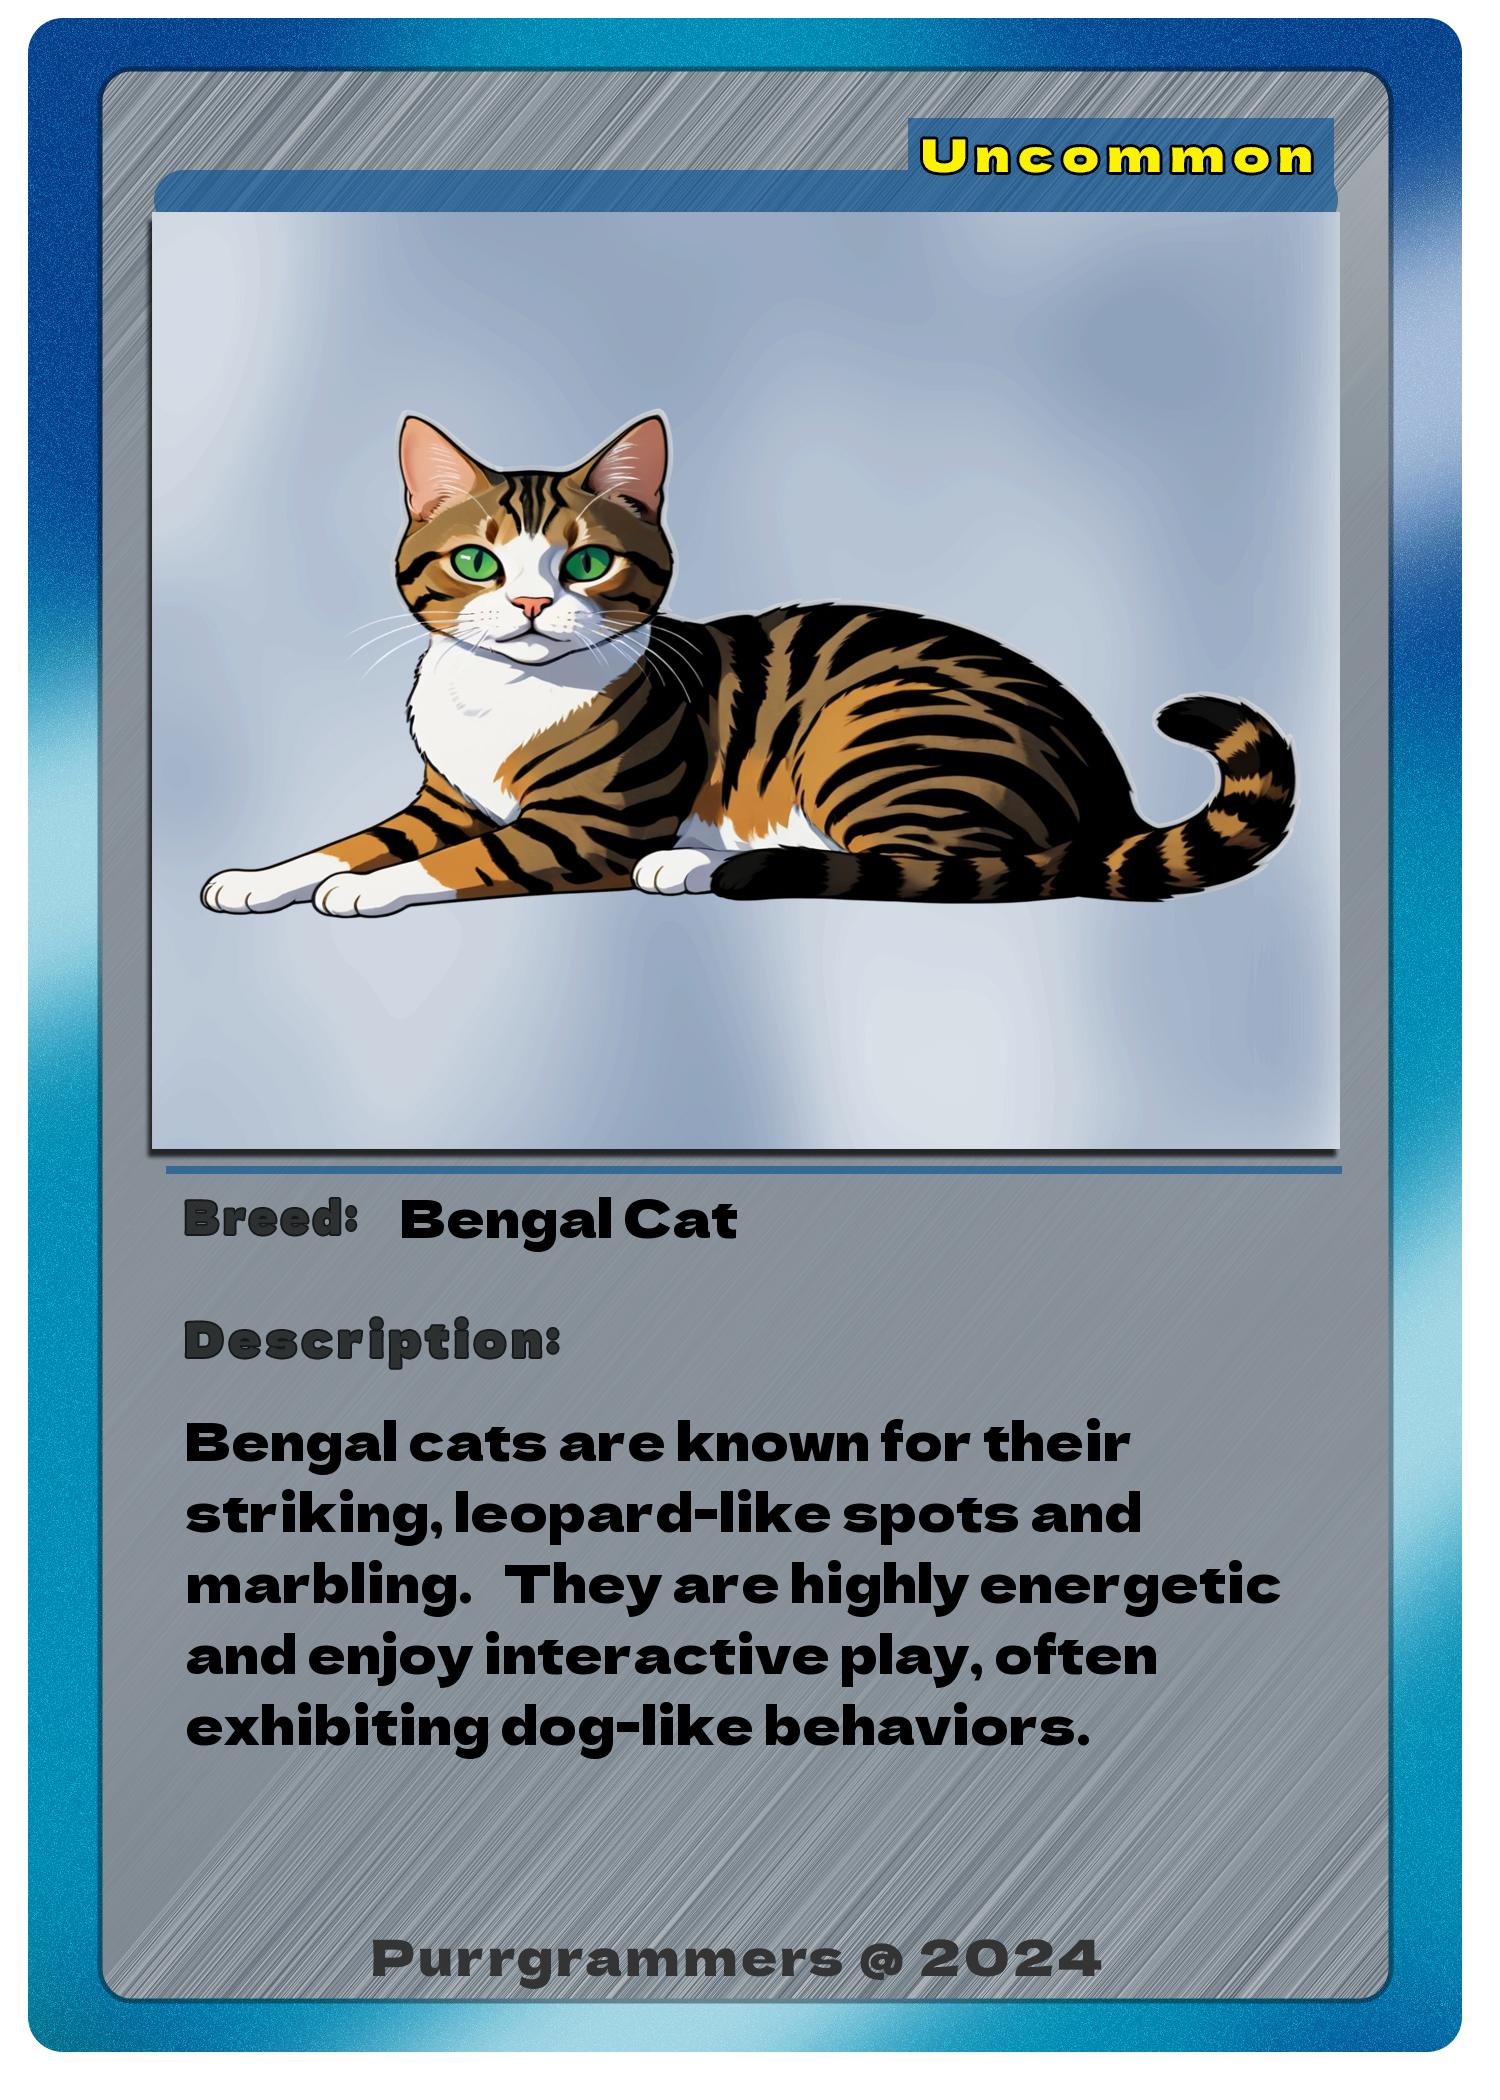 Uncommon
Breed: Bengal Cat
Description:
Bengal cats are known for their
striking, leopard-like spots and
marbling. They are highly energetic
and enjoy interactive play, often
exhibiting dog-like behaviors.
Purrgrammers @ 2024